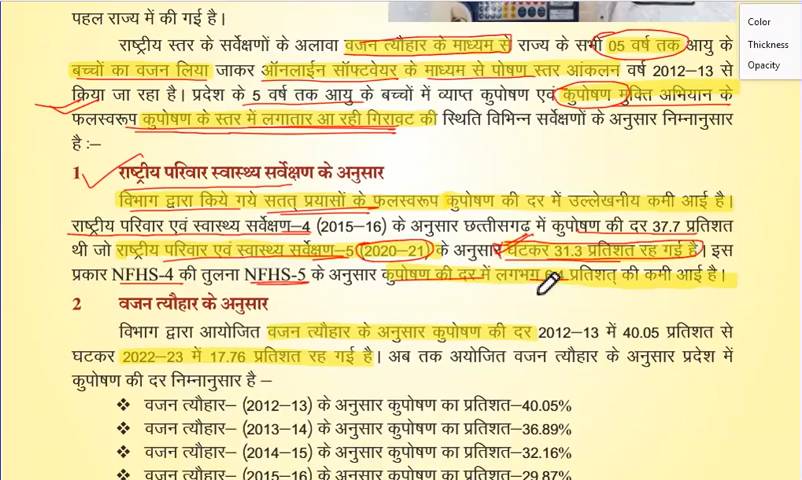 पहल राज्य में की गई है।
Color
Thickness
Opacity
राष्ट्रीय स्तर के सर्वेक्षणों के अलावा वजन त्यौहार के माध्यम से राज्य के सभी 05 वर्ष तक आयु के
बच्चों का वजन लिया जाकर ऑनलाईन सॉफ्टवेयर के माध्यम से पोषण स्तर आंकलन वर्ष 2012–13 से
किया जा रहा है। प्रदेश के 5 वर्ष तक आयु के बच्चों में व्याप्त कुपोषण एवं कुपोषण मुक्ति अभियान के
फलस्वरूप कुपोषण के स्तर में लगातार आ रही गिरावट की स्थिति विभिन्न सर्वेक्षणों के अनुसार निम्नानुसार
है :–
1 राष्ट्रीय परिवार स्वास्थ्य सर्वेक्षण के अनुसार
विभाग द्वारा किये गये सतत् प्रयासों के फलस्वरूप कुपोषण की दर में उल्लेखनीय कमी आई है।
राष्ट्रीय परिवार एवं स्वास्थ्य सर्वेक्षण–4 (2015–16) के अनुसार छत्तीसगढ़ में कुपोषण की दर 37.7 प्रतिशत
थी जो राष्ट्रीय परिवार एवं स्वास्थ्य सर्वेक्षण–5 (2020–21) के अनुसार घटकर 31.3 प्रतिशत रह गई है। इस
प्रकार NFHS-4 की तुलना NFHS-5 के अनुसार कुपोषण की दर में लगभग प्रतिशत् की कमी आई है।
2 वजन त्यौहार के अनुसार
विभाग द्वारा आयोजित वजन त्यौहार के अनुसार कुपोषण की दर 2012–13 में 40.05 प्रतिशत से
घटकर 2022–23 में 17.76 प्रतिशत रह गई है। अब तक अयोजित वजन त्यौहार के अनुसार प्रदेश में
कुपोषण की दर निम्नानुसार है –
❖ वजन त्यौहार– (2012–13) के अनुसार कुपोषण का प्रतिशत–40.05%
❖ वजन त्यौहार– (2013–14) के अनुसार कुपोषण का प्रतिशत–36.89%
❖ वजन त्यौहार– (2014–15) के अनुसार कुपोषण का प्रतिशत–32.16%
❖ वजन त्यौहार– (2015–16) के अनुसार कुपोषण का प्रतिशत–29.87%